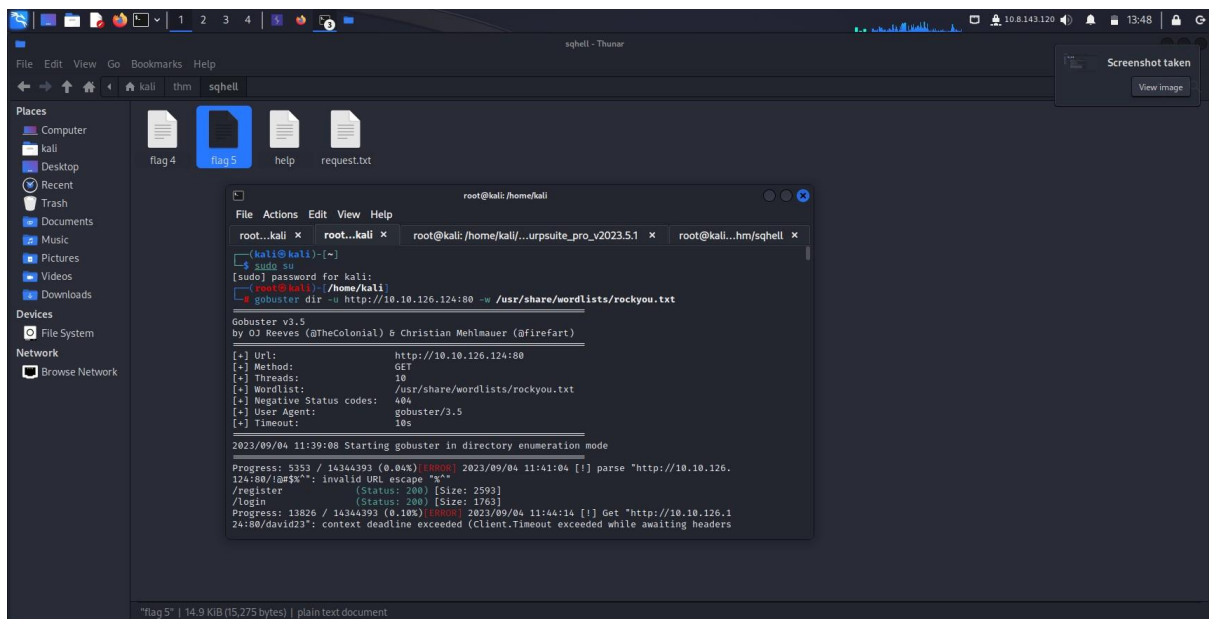 1 2 3 4
10.8.143.120
13:48
sqhell - Thunar
File Edit View Go Bookmarks Help
Screenshot taken
View image
kali thm sqhell
Places
Computer
kali
Desktop
Recent
Trash
Documents
Music
Pictures
Videos
Downloads
Devices
File System
Network
Browse Network
flag 4 flag 5 help request.txt
root@kali: /home/kali
File Actions Edit View Help
root...kali × root...kali × root@kali: /home/kali/...urpsuite_pro_v2023.5.1 × root@kali...hm/sqhell ×
(kali㉿kali)-[~]
$ sudo su
[sudo] password for kali:
(root㉿kali)-[/home/kali]
# gobuster dir -u http://10.10.126.124:80 -w /usr/share/wordlists/rockyou.txt
Gobuster v3.5
by OJ Reeves (@TheColonial) & Christian Mehlmauer (@firefart)
[+] Url: http://10.10.126.124:80
[+] Method: GET
[+] Threads: 10
[+] Wordlist: /usr/share/wordlists/rockyou.txt
[+] Negative Status codes: 404
[+] User Agent: gobuster/3.5
[+] Timeout: 10s
2023/09/04 11:39:08 Starting gobuster in directory enumeration mode
Progress: 5353 / 14344393 (0.04%)[ERROR] 2023/09/04 11:41:04 [!] parse "http://10.10.126.
124:80/!@#$%^": invalid URL escape "%^"
/register (Status: 200) [Size: 2593]
/login (Status: 200) [Size: 1763]
Progress: 13826 / 14344393 (0.10%)[ERROR] 2023/09/04 11:44:14 [!] Get "http://10.10.126.1
24:80/david23": context deadline exceeded (Client.Timeout exceeded while awaiting headers
"flag 5" | 14.9 KiB (15,275 bytes) | plain text document